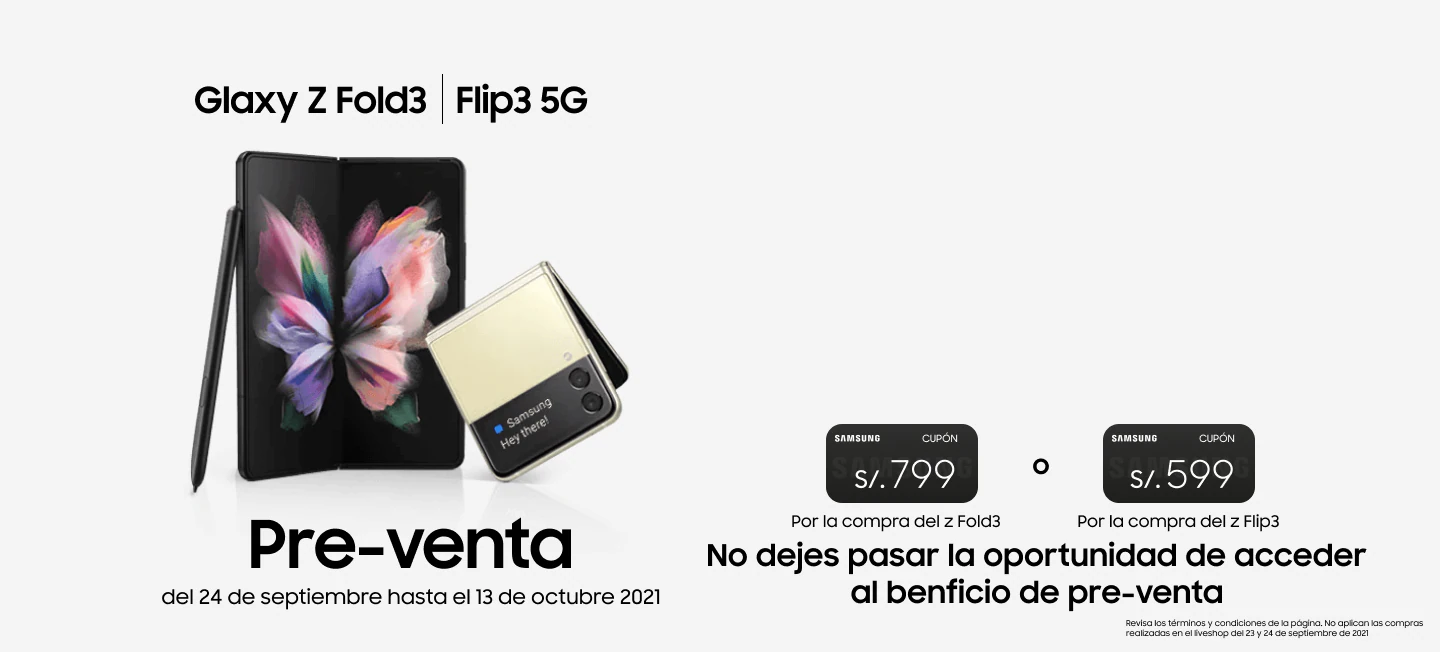 Glaxy Z Fold3 | Flip3 5G
Samsung
Hey there!
Pre-venta
del 24 de septiembre hasta el 13 de octubre 2021
SAMSUNG CUPÓN
S/.799
o
SAMSUNG CUPÓN
S/.599
Por la compra del z Fold3
Por la compra del z Flip3
No dejes pasar la oportunidad de acceder
al benficio de pre-venta
Revisa los términos y condiciones de la página. No aplican las compras
realizadas en el liveshop del 23 y 24 de septiembre de 2021